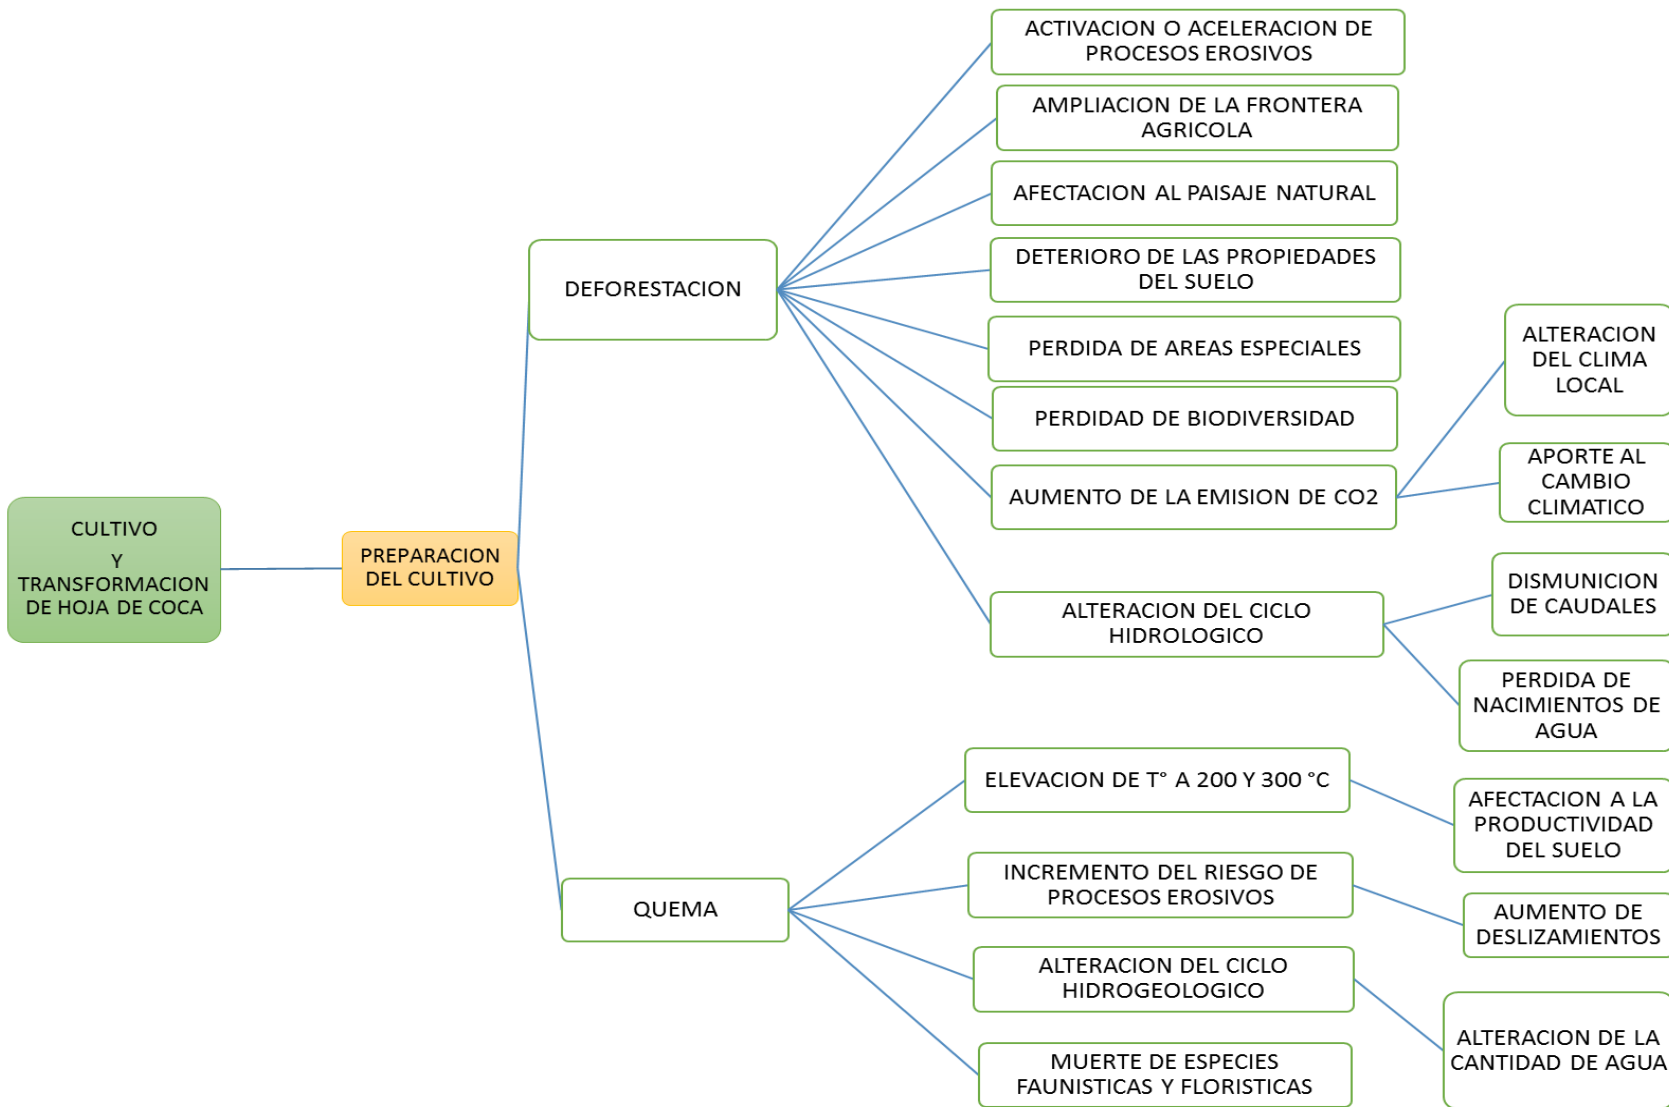 CULTIVO
Y
TRANSFORMACION
DE HOJA DE COCA
PREPARACION
DEL CULTIVO
DEFORESTACION
ACTIVACION O ACELERACION DE
PROCESOS EROSIVOS
AMPLIACION DE LA FRONTERA
AGRICOLA
AFECTACION AL PAISAJE NATURAL
DETERIORO DE LAS PROPIEDADES
DEL SUELO
PERDIDA DE AREAS ESPECIALES
PERDIDAD DE BIODIVERSIDAD
AUMENTO DE LA EMISION DE CO2
ALTERACION
DEL CLIMA
LOCAL
APORTE AL
CAMBIO
CLIMATICO
ALTERACION DEL CICLO
HIDROLOGICO
DISMUNICION
DE CAUDALES
PERDIDA DE
NACIMIENTOS DE
AGUA
QUEMA
ELEVACION DE T° A 200 Y 300 °C
AFECTACION A LA
PRODUCTIVIDAD
DEL SUELO
INCREMENTO DEL RIESGO DE
PROCESOS EROSIVOS
AUMENTO DE
DESLIZAMIENTOS
ALTERACION DEL CICLO
HIDROGEOLOGICO
ALTERACION DE LA
CANTIDAD DE AGUA
MUERTE DE ESPECIES
FAUNISTICAS Y FLORISTICAS